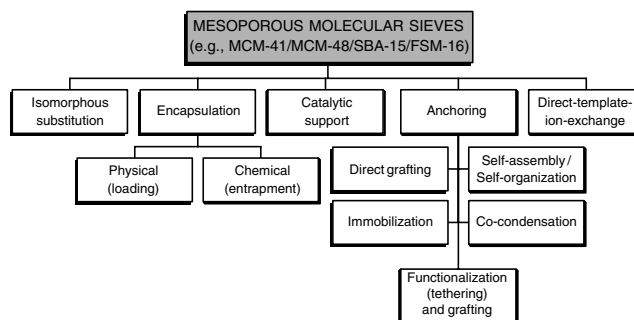 MESOPOROUS MOLECULAR SIEVES
(e.g., MCM-41/MCM-48/SBA-15/FSM-16)
Isomorphous
substitution
Encapsulation
Catalytic
support
Anchoring
Direct-template-
ion-exchange
Physical
(loading)
Chemical
(entrapment)
Direct grafting
Self-assembly/
Self-organization
Immobilization
Co-condensation
Functionalization
(tethering)
and grafting